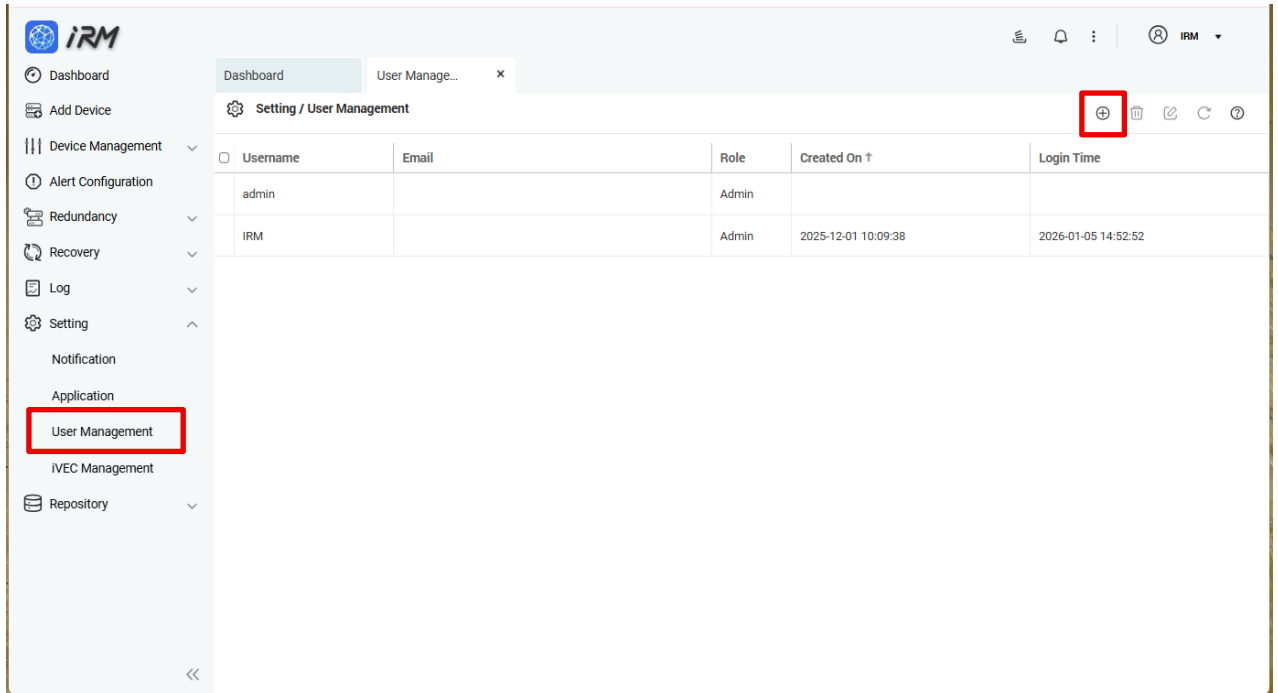 iRM
IRM
Dashboard
Add Device
Device Management
Alert Configuration
Redundancy
Recovery
Log
Setting
Notification
Application
User Management
iVEC Management
Repository
Dashboard
User Manage...
Setting / User Management
Username Email Role Created On Login Time
admin Admin
IRM Admin 2025-12-01 10:09:38 2026-01-05 14:52:52